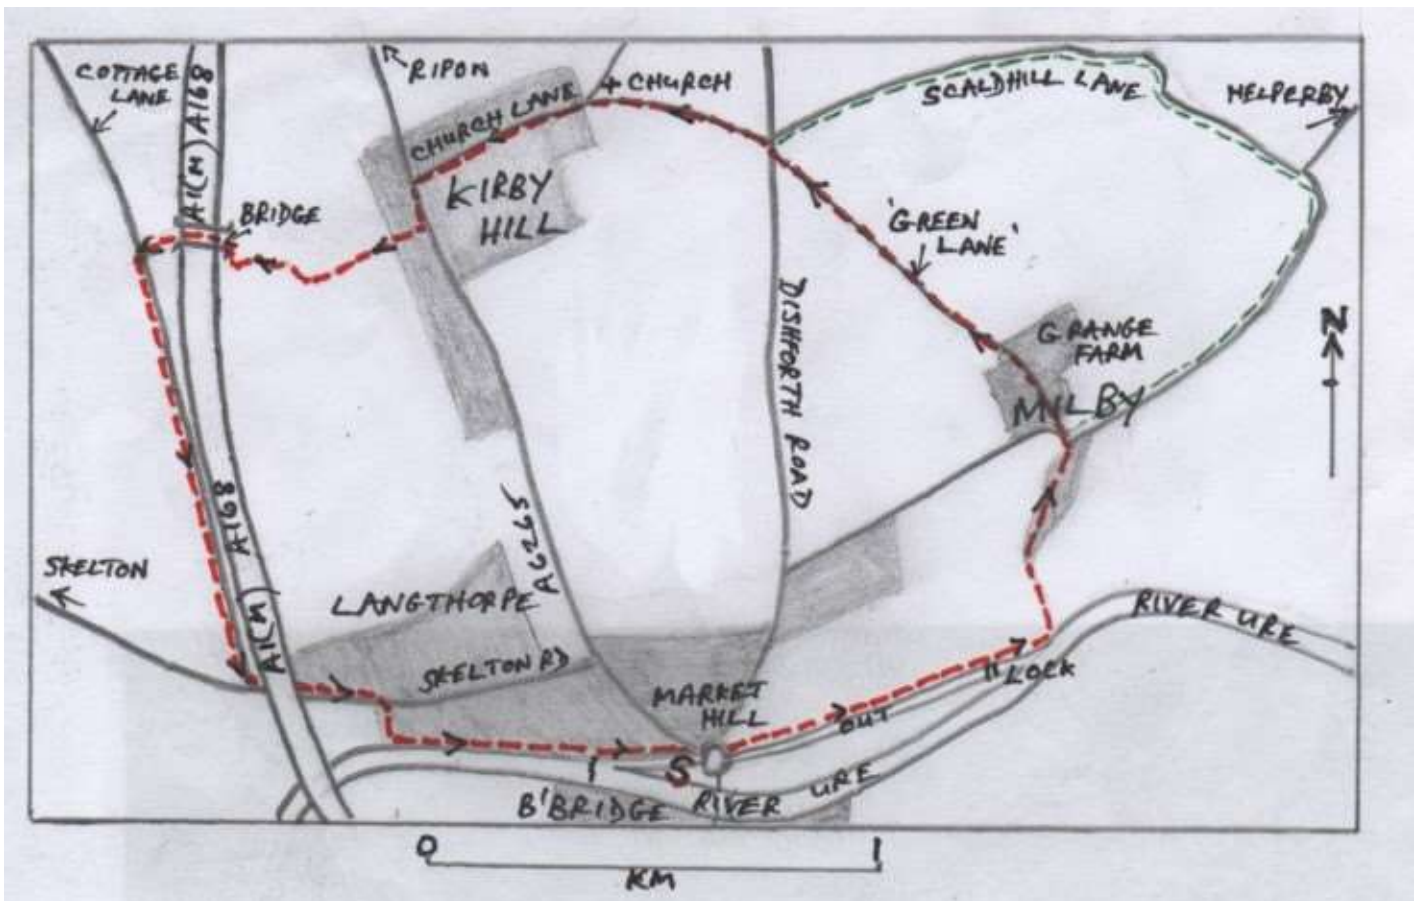 COTTAGE
LANE
A1(M) A168
RIPON
+ CHURCH
CHURCH LANE
SCALDHILL LANE
HELPERBY
KIRBY
HILL
BRIDGE
'GREEN
LANE'
GRANGE
FARM
MILBY
N
DISHFORTH ROAD
A6265
A1(M) A168
SKELTON
LANGTHORPE
SKELTON RD
MARKET
HILL
OUT
LOCK
RIVER URE
S
B'BRIDGE
RIVER URE
0 1
KM